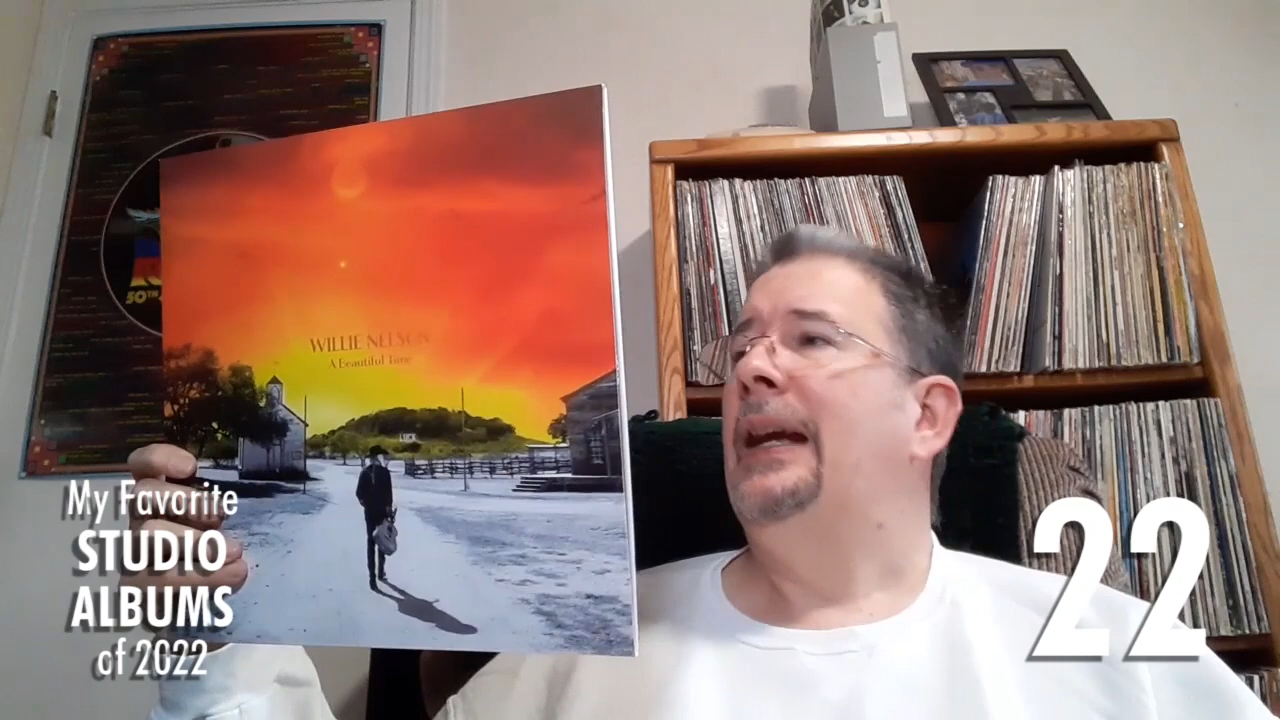 WILLIE NELSON
A Beautiful Time
50TH
My Favorite
STUDIO
ALBUMS
of 2022
22